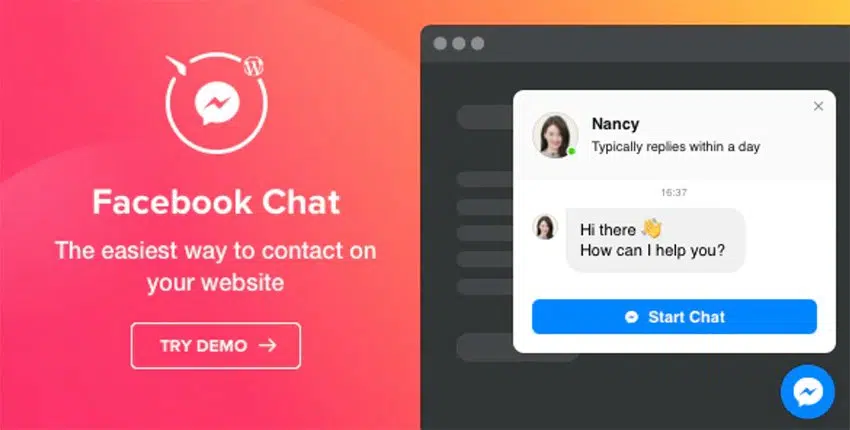 Facebook Chat
The easiest way to contact on
your website
TRY DEMO
Nancy
Typically replies within a day
16:37
Hi there 👋
How can I help you?
Start Chat